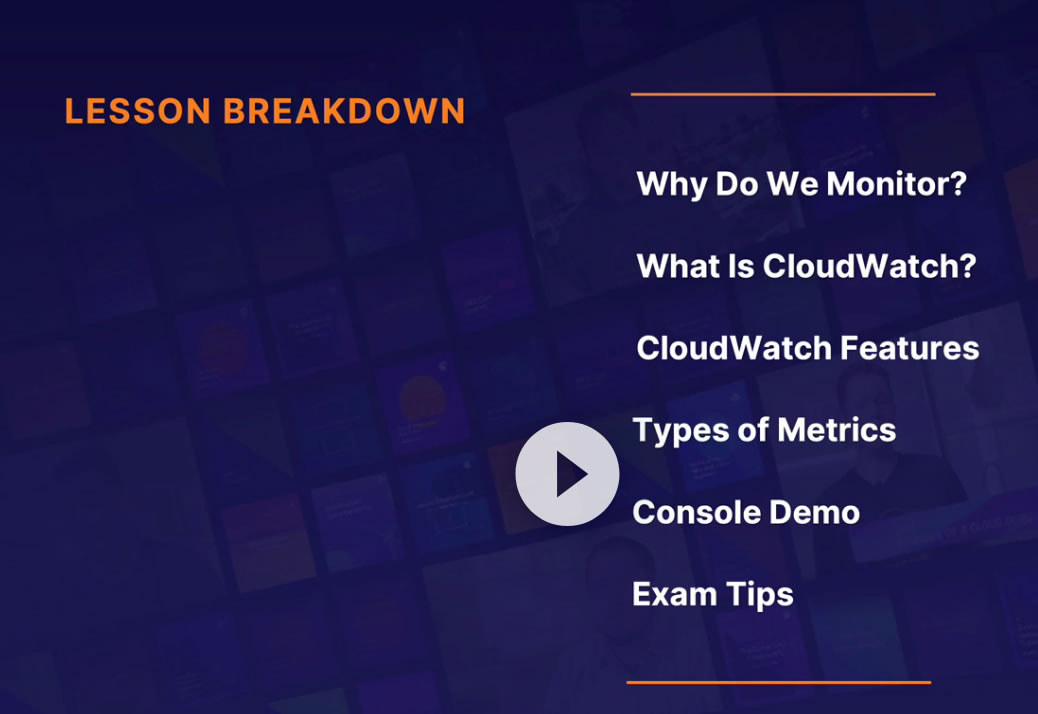 LESSON BREAKDOWN
Why Do We Monitor?
What Is CloudWatch?
CloudWatch Features
Types of Metrics
Console Demo
Exam Tips